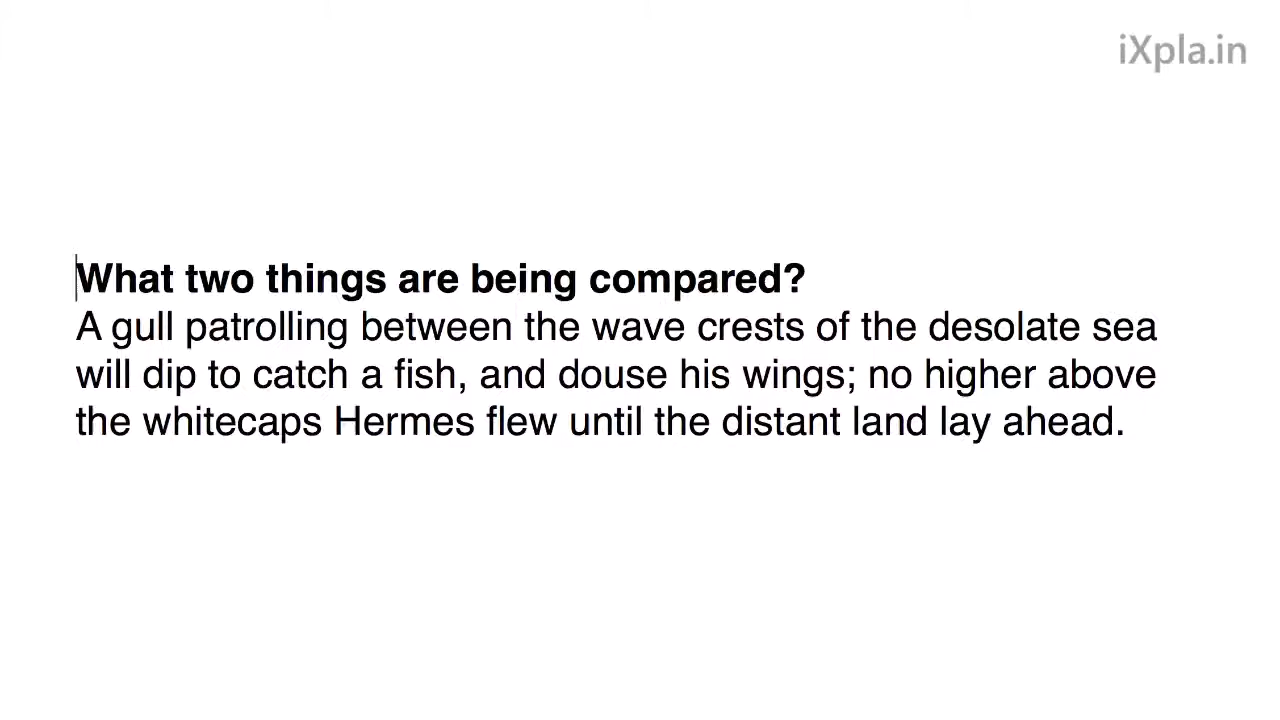 iXpla.in
What two things are being compared?
A gull patrolling between the wave crests of the desolate sea
will dip to catch a fish, and douse his wings; no higher above
the whitecaps Hermes flew until the distant land lay ahead.